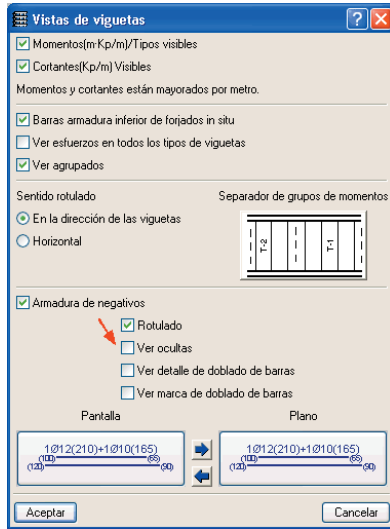 Vistas de viguetas
Momentos(m·Kp/m)/Tipos visibles
Cortantes(Kp/m) Visibles
Momentos y cortantes están mayorados por metro.
Barras armadura inferior de forjados in situ
Ver esfuerzos en todos los tipos de viguetas
Ver agrupados
Sentido rotulado
Separador de grupos de momentos
En la dirección de las viguetas
Horizontal
T-2
T-1
Armadura de negativos
Rotulado
Ver ocultas
Ver detalle de doblado de barras
Ver marca de doblado de barras
Pantalla
Plano
1Ø12(210)+1Ø10(165)
(100) (65)
(120) (90)
1Ø12(210)+1Ø10(165)
(100) (65)
(120) (90)
Aceptar
Cancelar